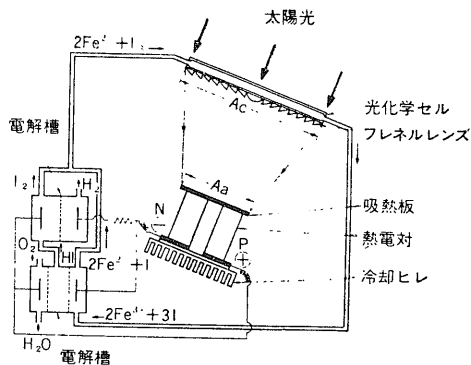 太陽光
2Fe³⁺+I₂
Ac
光化学セル
フレネルレンズ
電解槽
I₂
H₂
Aa
吸熱板
N
P
熱電対
O₂
HI
2Fe²⁺+I
冷却ヒレ
2Fe³⁺+3I
H₂O
電解槽